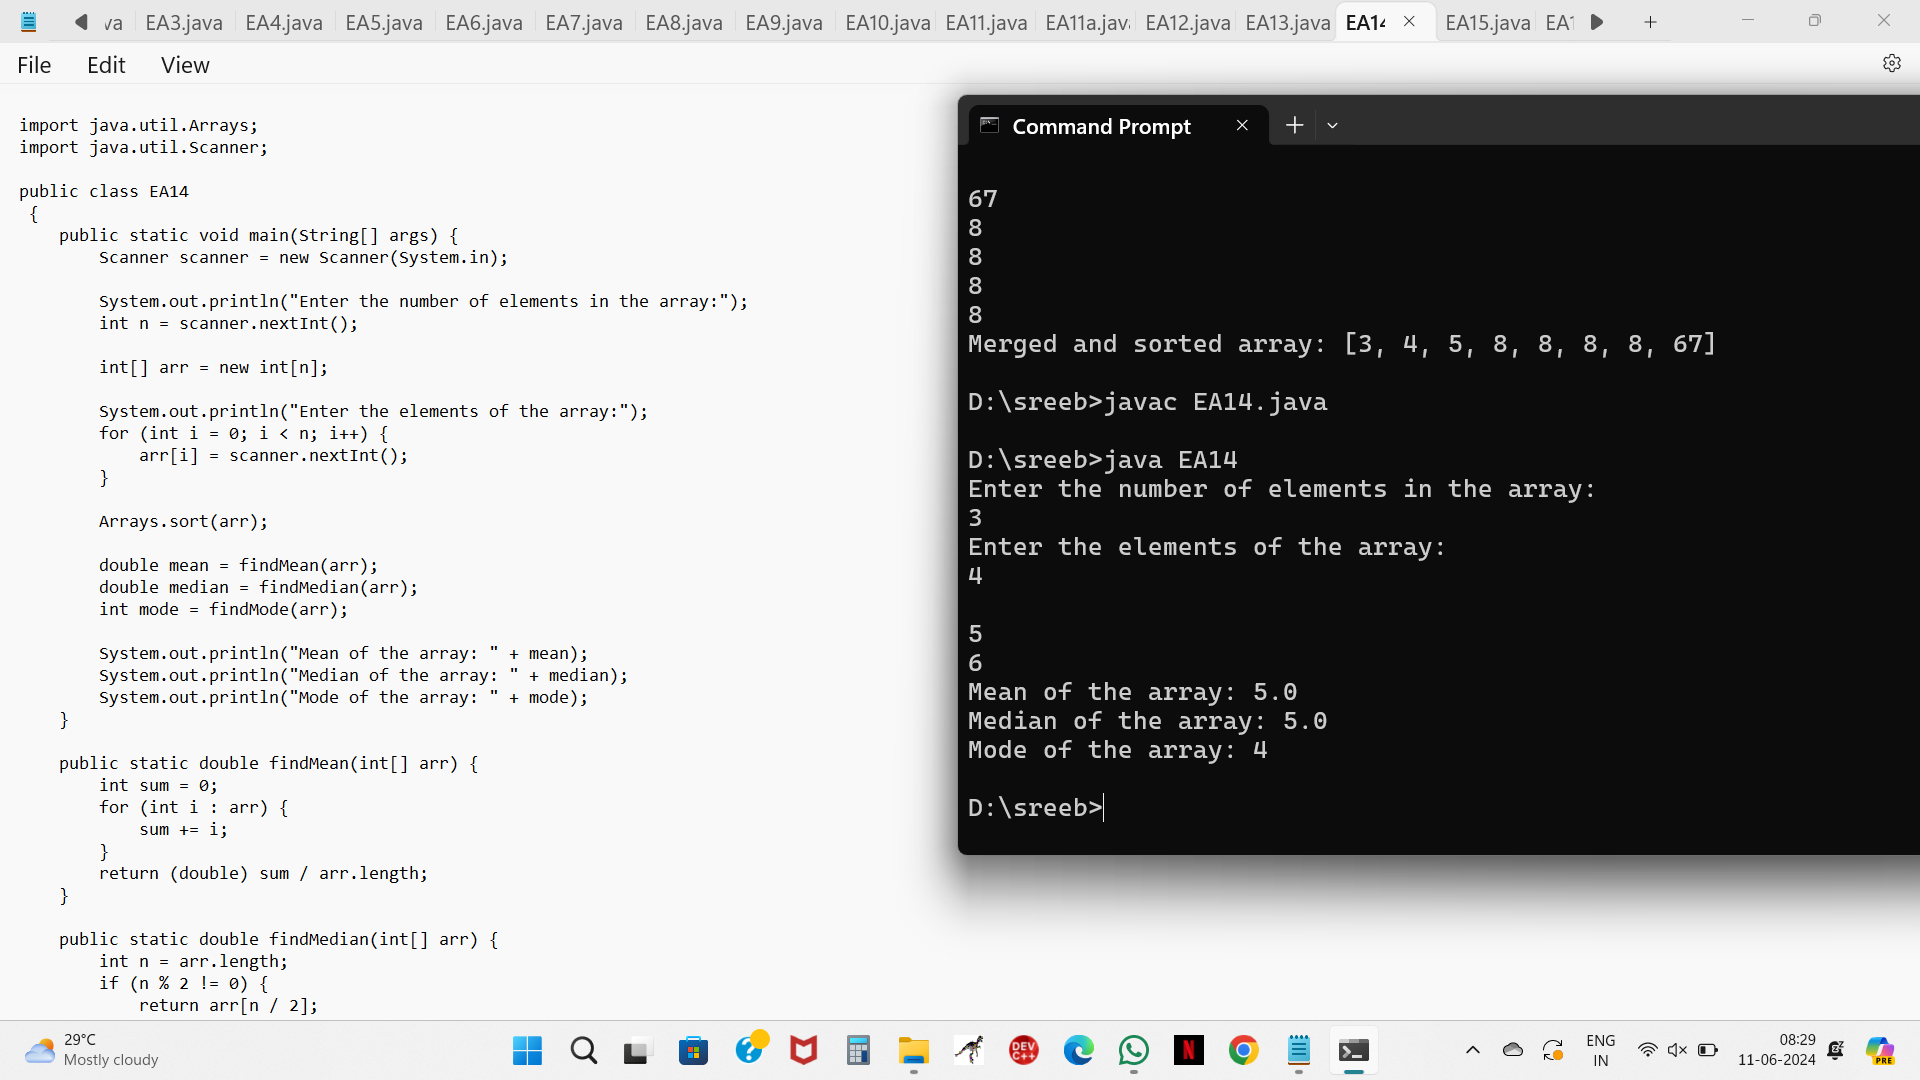 va EA3.java EA4.java EA5.java EA6.java EA7.java EA8.java EA9.java EA10.java EA11.java EA11a.java EA12.java EA13.java EA14 EA15.java EA1
File Edit View
import java.util.Arrays;
import java.util.Scanner;
public class EA14
{
public static void main(String[] args) {
Scanner scanner = new Scanner(System.in);
System.out.println("Enter the number of elements in the array:");
int n = scanner.nextInt();
int[] arr = new int[n];
System.out.println("Enter the elements of the array:");
for (int i = 0; i < n; i++) {
arr[i] = scanner.nextInt();
}
Arrays.sort(arr);
double mean = findMean(arr);
double median = findMedian(arr);
int mode = findMode(arr);
System.out.println("Mean of the array: " + mean);
System.out.println("Median of the array: " + median);
System.out.println("Mode of the array: " + mode);
}
public static double findMean(int[] arr) {
int sum = 0;
for (int i : arr) {
sum += i;
}
return (double) sum / arr.length;
}
public static double findMedian(int[] arr) {
int n = arr.length;
if (n % 2 != 0) {
return arr[n / 2];
Command Prompt
67
8
8
8
8
Merged and sorted array: [3, 4, 5, 8, 8, 8, 8, 67]
D:\sreeb>javac EA14.java
D:\sreeb>java EA14
Enter the number of elements in the array:
3
Enter the elements of the array:
4
5
6
Mean of the array: 5.0
Median of the array: 5.0
Mode of the array: 4
D:\sreeb>
29°C
Mostly cloudy
DEV
C++
N
ENG
IN
08:29
11-06-2024
PRE